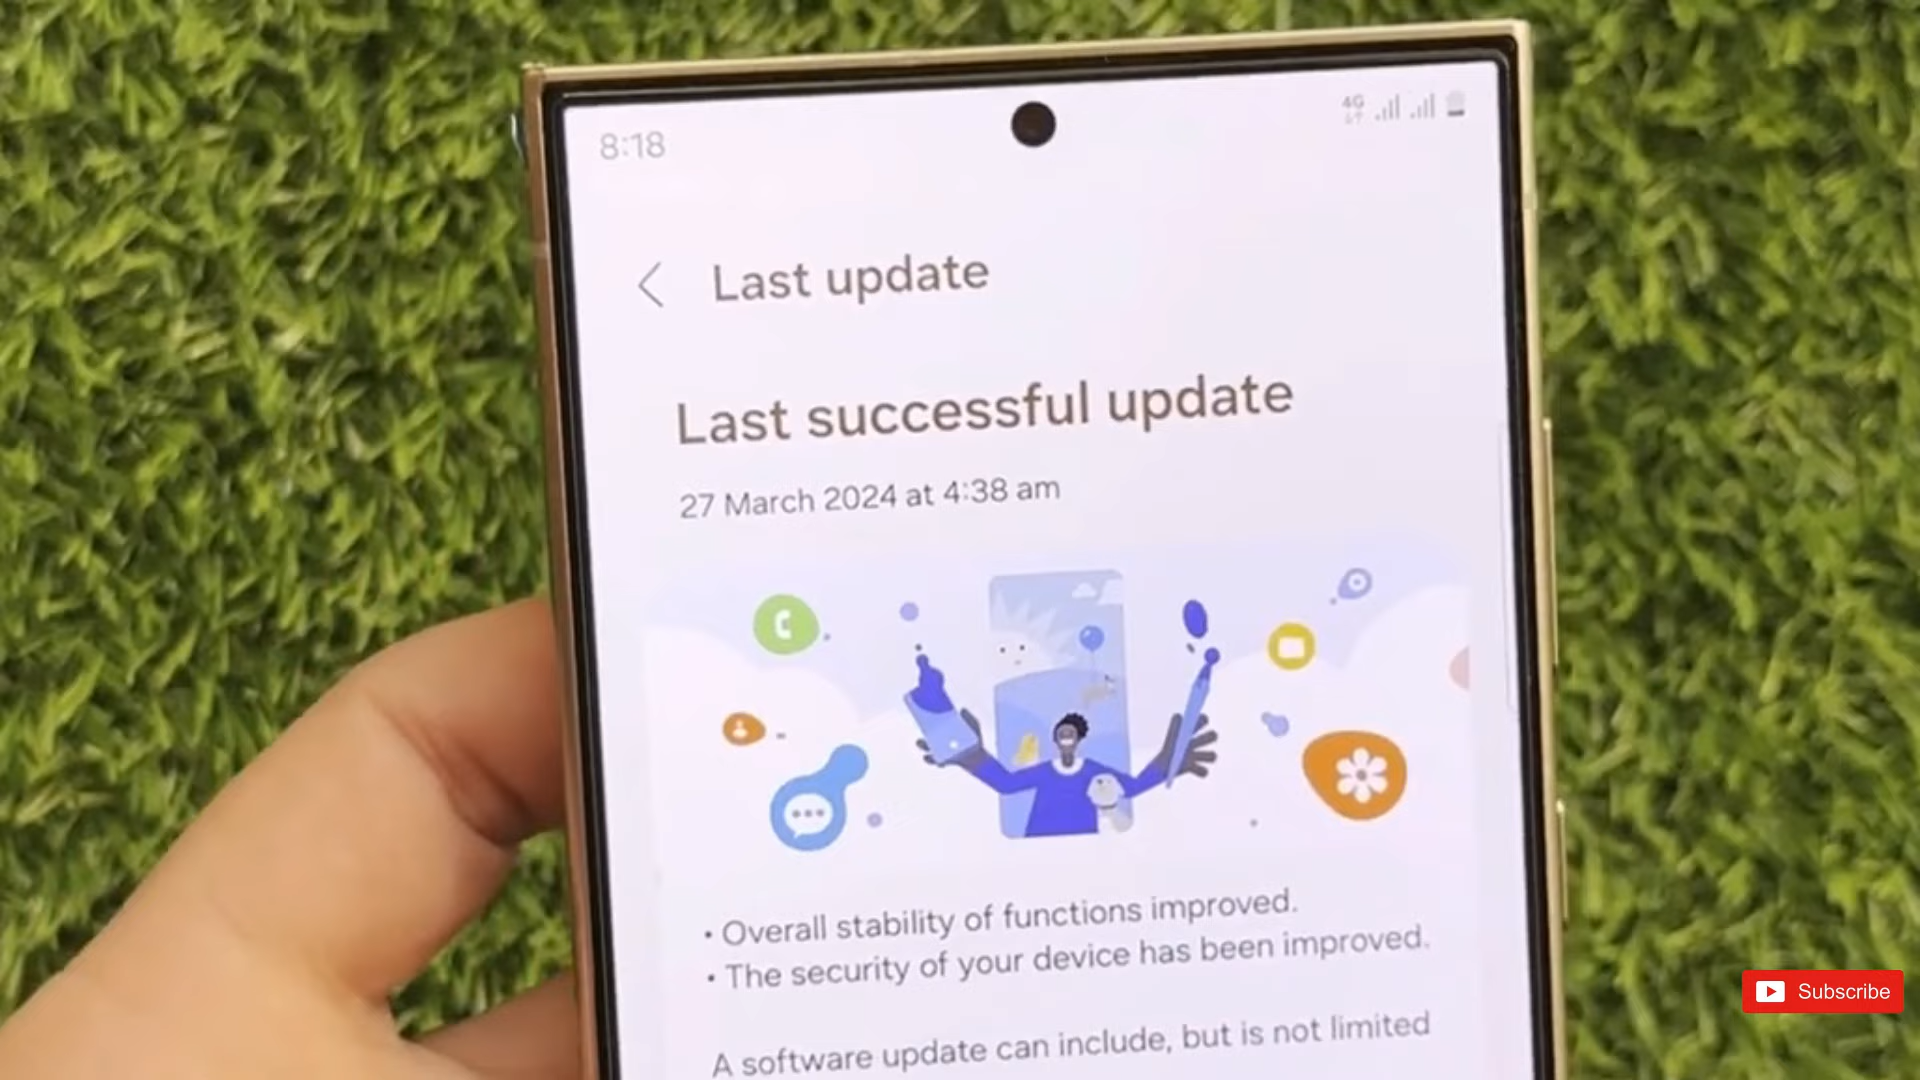 8:18
4G
Last update
Last successful update
27 March 2024 at 4:38 am
• Overall stability of functions improved.
• The security of your device has been improved.
A software update can include, but is not limited
Subscribe